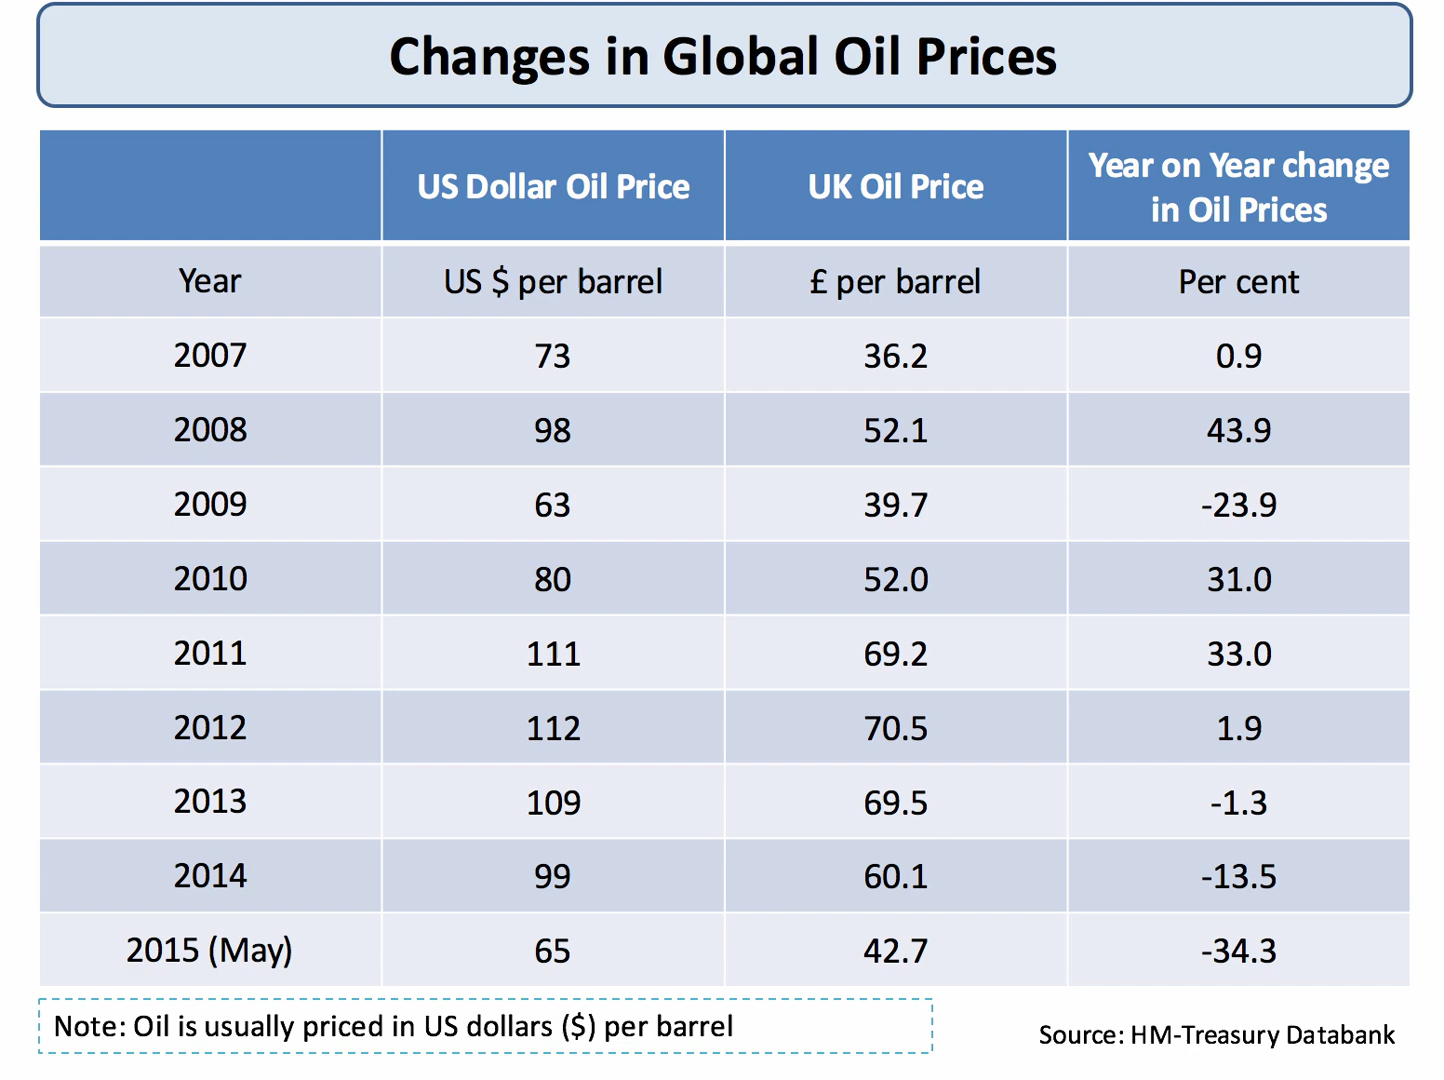 Changes in Global Oil Prices
US Dollar Oil Price UK Oil Price Year on Year change in Oil Prices
Year US $ per barrel £ per barrel Per cent
2007 73 36.2 0.9
2008 98 52.1 43.9
2009 63 39.7 -23.9
2010 80 52.0 31.0
2011 111 69.2 33.0
2012 112 70.5 1.9
2013 109 69.5 -1.3
2014 99 60.1 -13.5
2015 (May) 65 42.7 -34.3
Note: Oil is usually priced in US dollars ($) per barrel
Source: HM-Treasury Databank